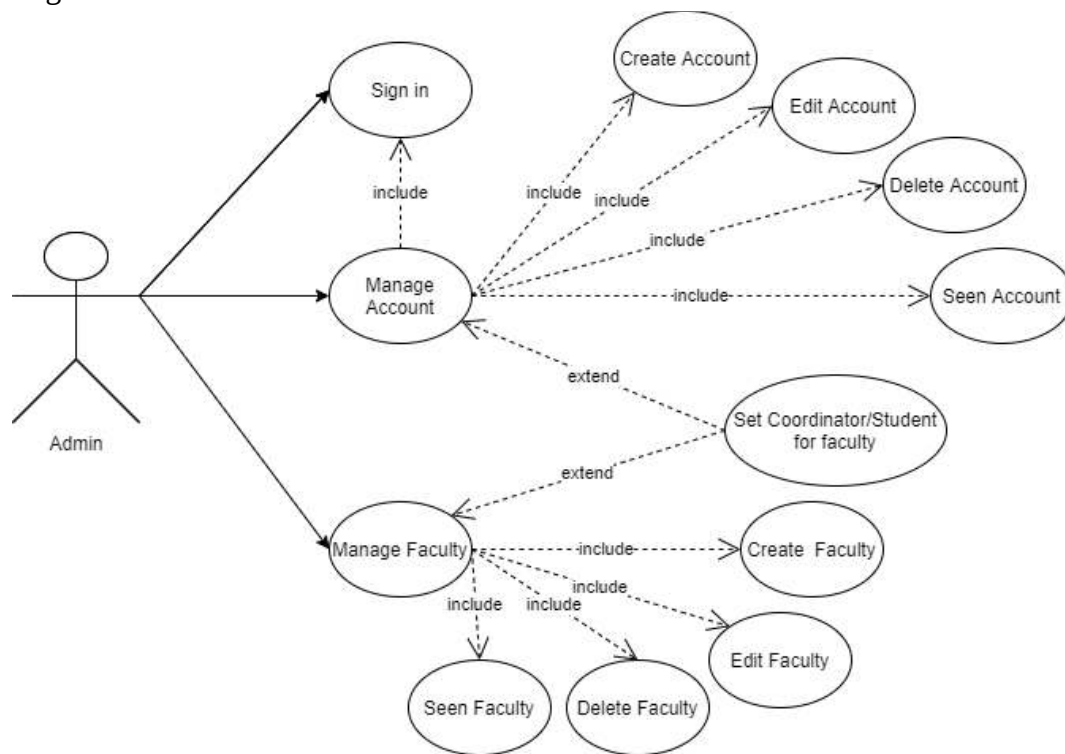 Create Account
Sign in
Edit Account
Delete Account
include
include
include
include
Manage
Account
include
Seen Account
extend
Set Coordinator/Student
for faculty
Admin
extend
Manage Faculty
include
Create Faculty
include
include
include
Edit Faculty
Seen Faculty
Delete Faculty